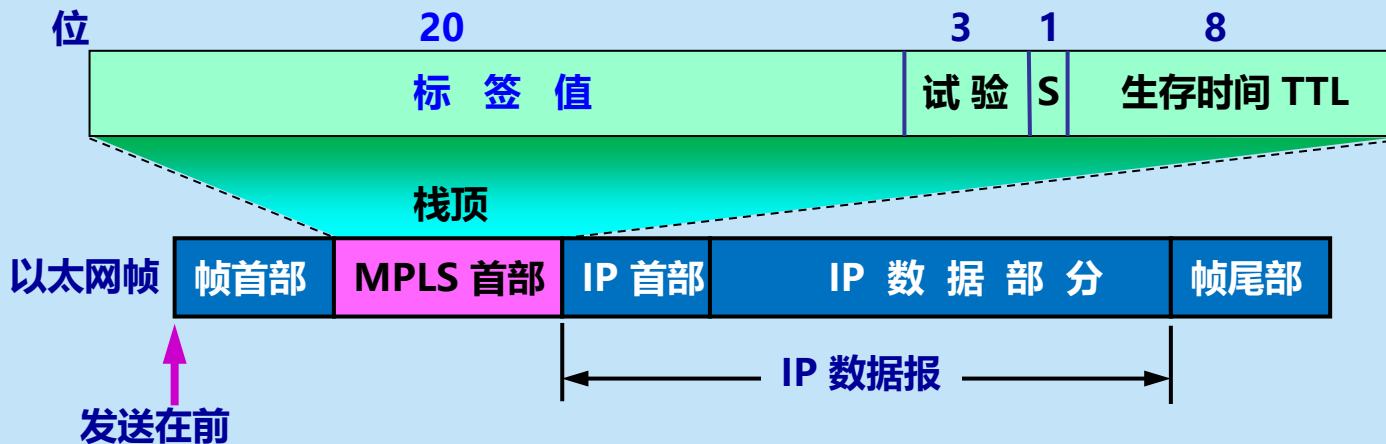 位 20 3 1 8
标 签 值 试 验 S 生存时间 TTL
栈顶
以太网帧 帧首部 MPLS 首部 IP 首部 IP 数 据 部 分 帧尾部
IP 数据报
发送在前